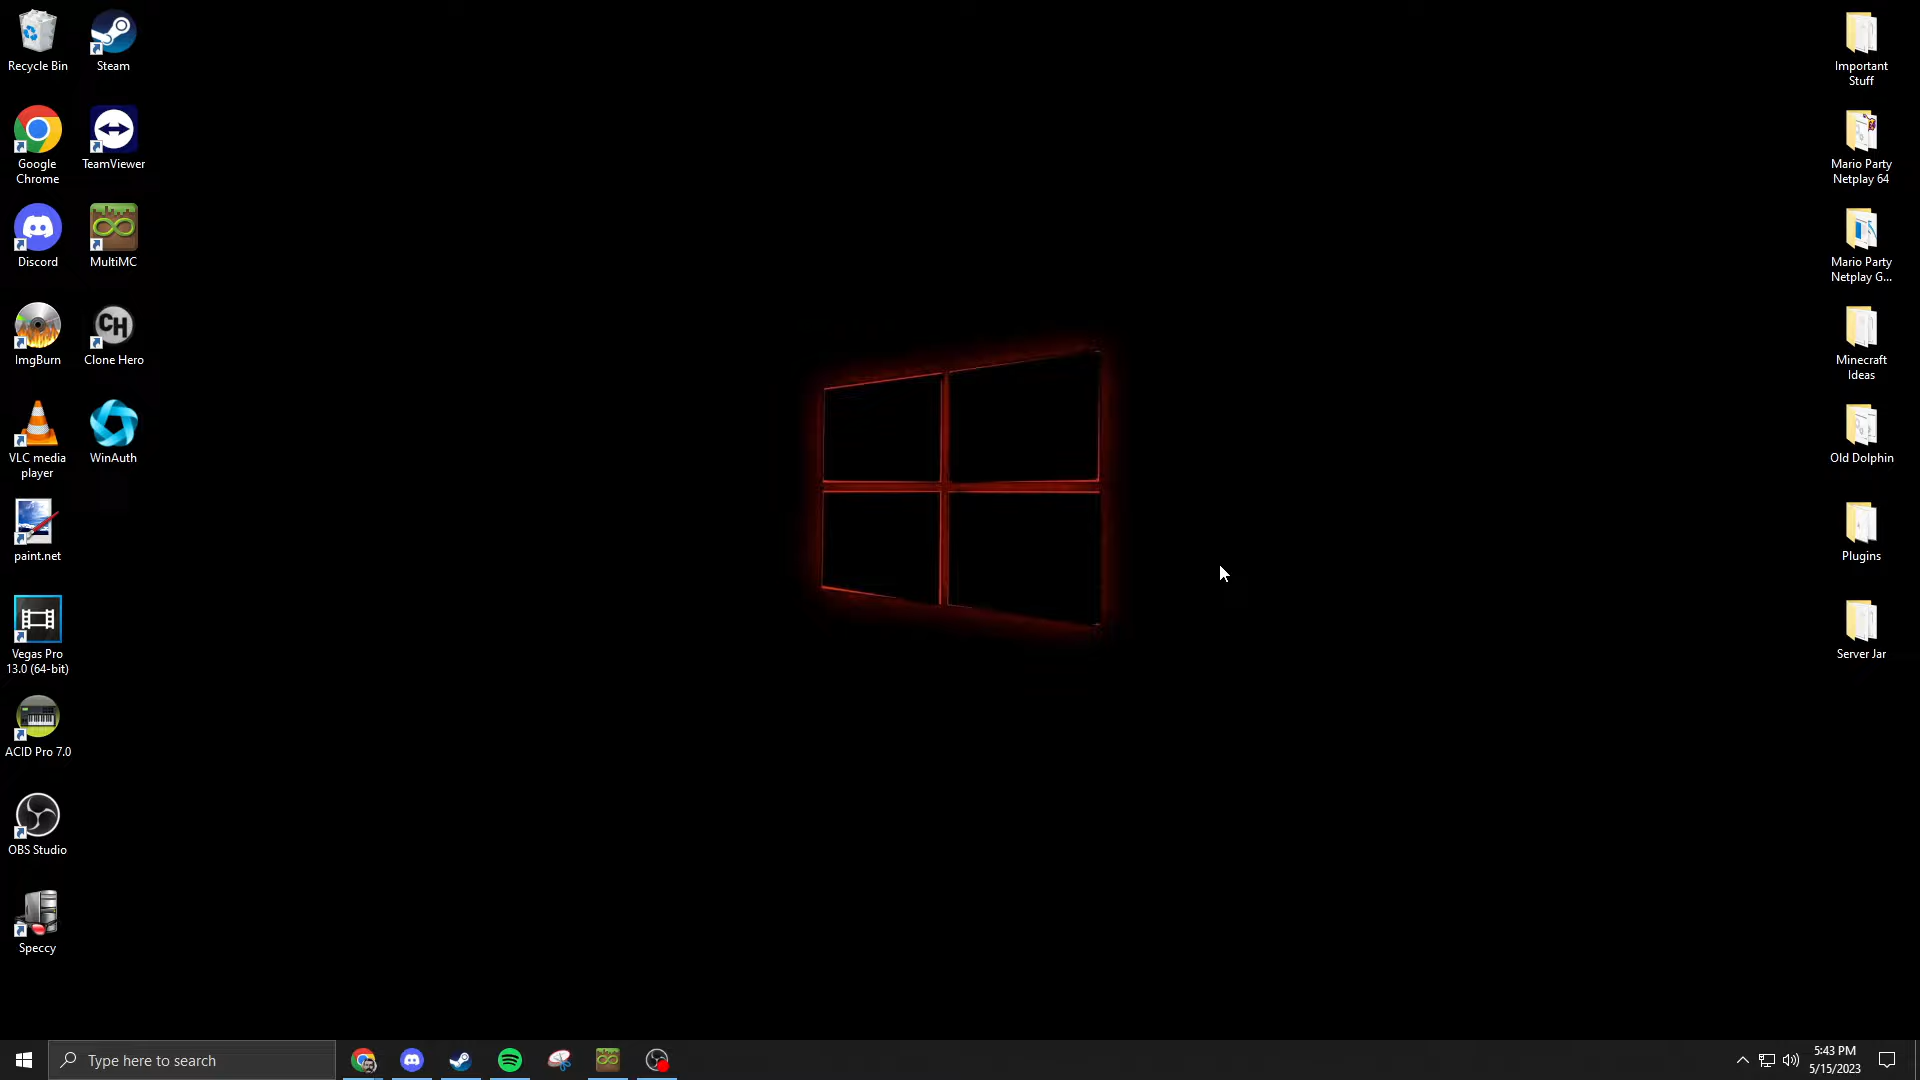 Recycle Bin
Steam
Google
Chrome
TeamViewer
Discord
MultiMC
ImgBurn
CH
Clone Hero
VLC media
player
WinAuth
paint.net
Vegas Pro
13.0 (64-bit)
ACID Pro 7.0
OBS Studio
Speccy
Important
Stuff
Mario Party
Netplay 64
Mario Party
Netplay G...
Minecraft
Ideas
Old Dolphin
Plugins
Server Jar
Type here to search
5:43 PM
5/15/2023